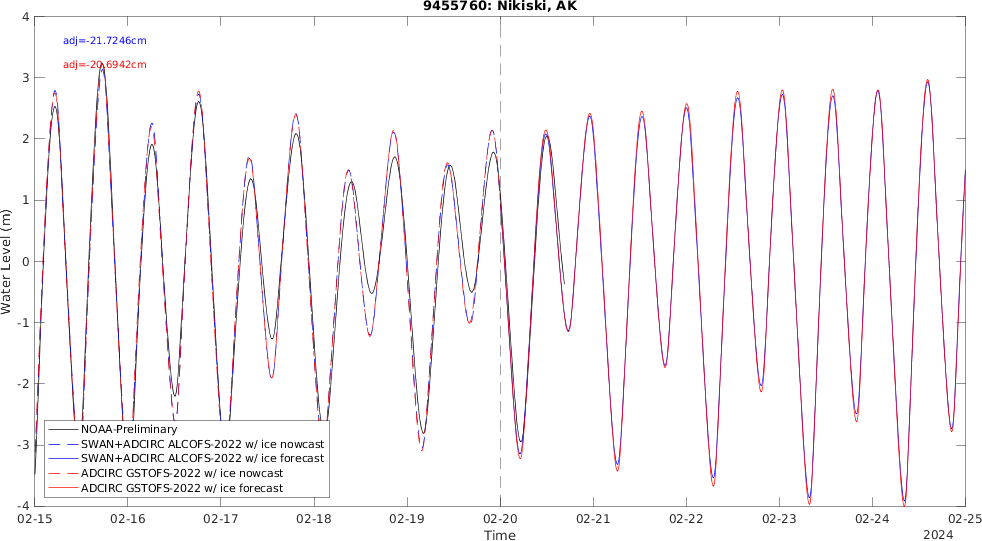 9455760: Nikiski, AK
adj=-21.7246cm
adj=-20.6942cm
Water Level (m)
4
3
2
1
0
-1
-2
-3
-4
NOAA-Preliminary
SWAN+ADCIRC ALCOFS-2022 w/ ice nowcast
SWAN+ADCIRC ALCOFS-2022 w/ ice forecast
ADCIRC GSTOFS-2022 w/ ice nowcast
ADCIRC GSTOFS-2022 w/ ice forecast
02-15 02-16 02-17 02-18 02-19 02-20 02-21 02-22 02-23 02-24 02-25
Time
2024